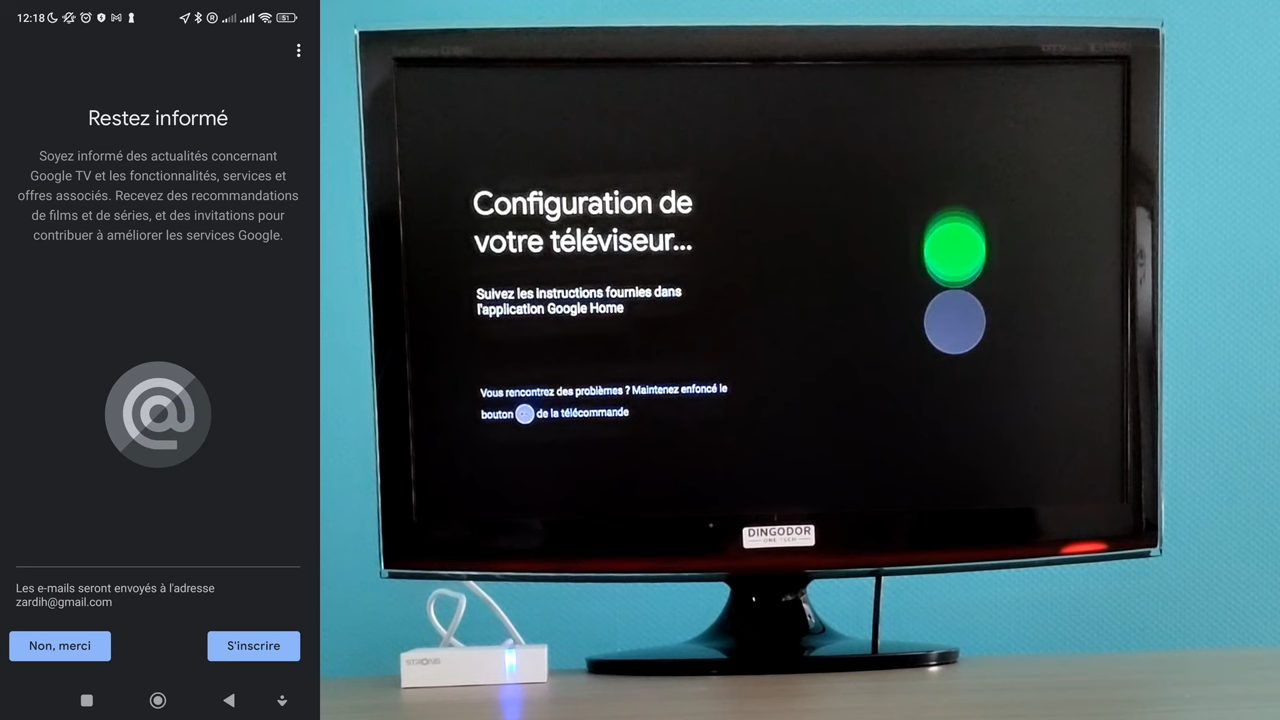 12:18
51
Restez informé
Soyez informé des actualités concernant
Google TV et les fonctionnalités, services et
offres associés. Recevez des recommandations
de films et de séries, et des invitations pour
contribuer à améliorer les services Google.
Les e-mails seront envoyés à l'adresse
zardih@gmail.com
Non, merci
S'inscrire
Configuration de
votre téléviseur...
Suivez les instructions fournies dans
l'application Google Home
Vous rencontrez des problèmes ? Maintenez enfoncé le
bouton de la télécommande
DINGODOR
ONE TECH
STRONG